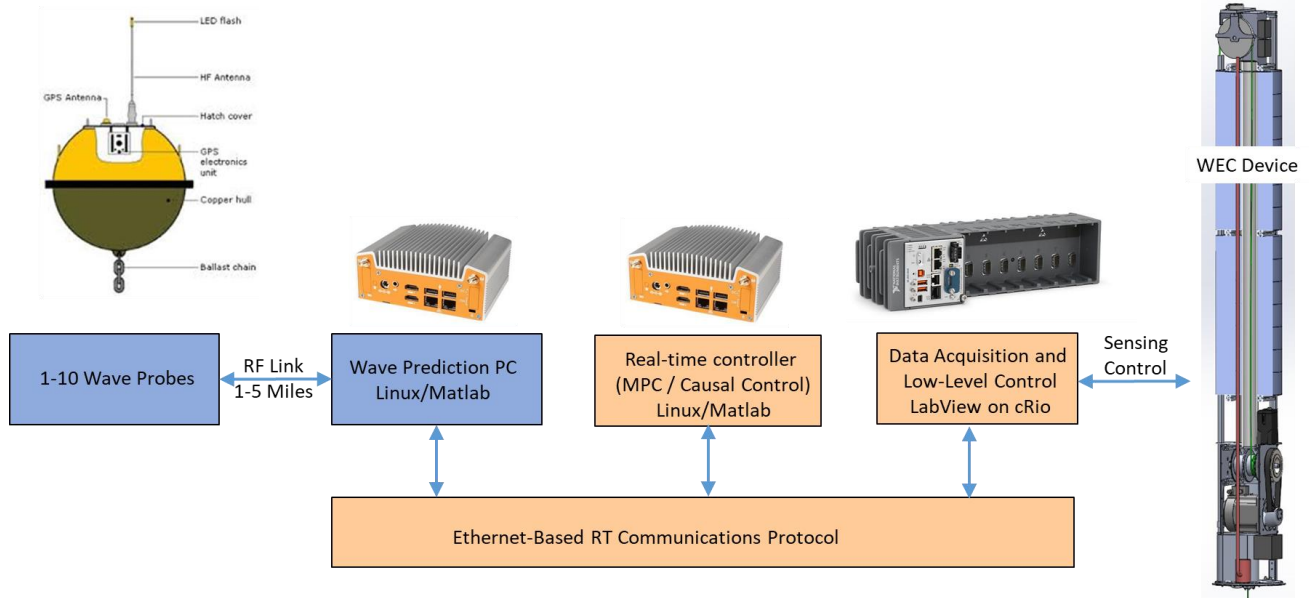 LED flash
HF Antenna
GPS Antenna
Hatch cover
GPS
electronics
unit
Copper hull
Ballast chain
WEC Device
1-10 Wave Probes
RF Link
1-5 Miles
Wave Prediction PC
Linux/Matlab
Real-time controller
(MPC / Causal Control)
Linux/Matlab
Data Acquisition and
Low-Level Control
LabView on cRio
Sensing
Control
Ethernet-Based RT Communications Protocol